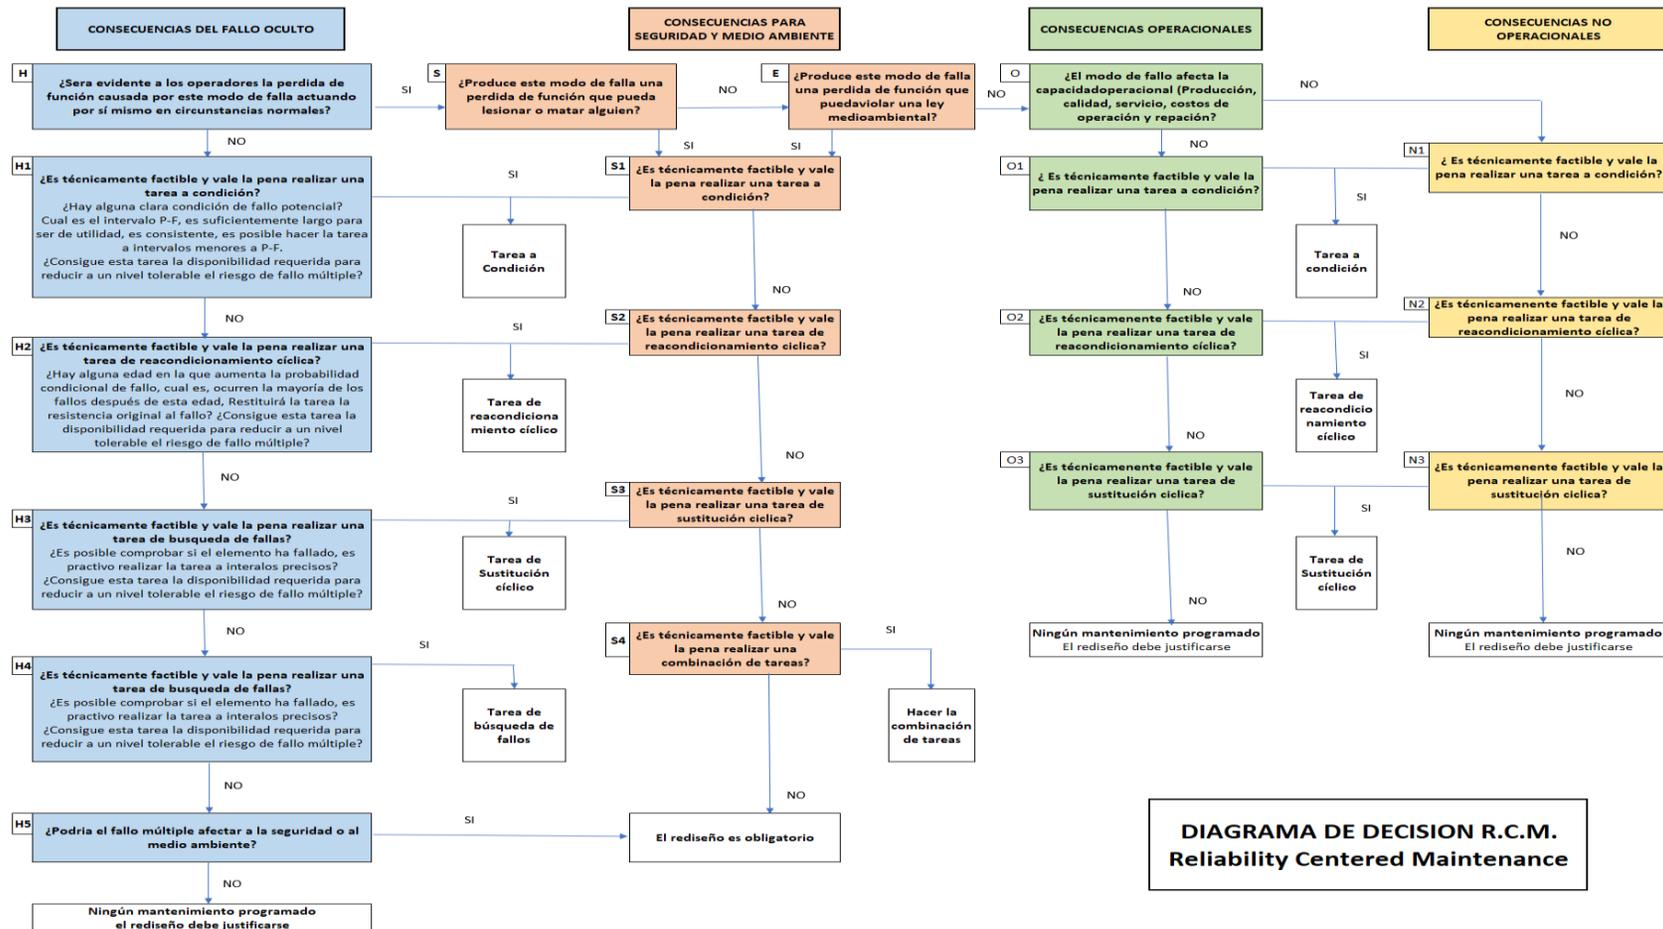 CONSECUENCIAS DEL FALLO OCULTO
CONSECUENCIAS PARA
SEGURIDAD Y MEDIO AMBIENTE
CONSECUENCIAS OPERACIONALES
CONSECUENCIAS NO
OPERACIONALES
H
¿Sera evidente a los operadores la perdida de
función causada por este modo de falla actuando
por sí mismo en circunstancias normales?
SI
S
¿Produce este modo de falla una
perdida de función que pueda
lesionar o matar alguien?
NO
E
¿Produce este modo de falla
una perdida de función que
puedaviolar una ley
medioambiental?
NO
O
¿El modo de fallo afecta la
capacidadoperacional (Producción,
calidad, servicio, costos de
operación y repación?
NO
NO
SI
SI
NO
H1
¿Es técnicamente factible y vale la pena realizar una
tarea a condición?
¿Hay alguna clara condición de fallo potencial?
Cual es el intervalo P-F, es suficientemente largo para
ser de utilidad, es consistente, es posible hacer la tarea
a intervalos menores a P-F.
¿Consigue esta tarea la disponibilidad requerida para
reducir a un nivel tolerable el riesgo de fallo múltiple?
SI
Tarea a
Condición
S1
¿Es técnicamente factible y vale
la pena realizar una tarea a
condición?
O1
¿ Es técnicamente factible y vale la
pena realizar una tarea a condición?
SI
Tarea a
condición
N1
¿ Es técnicamente factible y vale la
pena realizar una tarea a condición?
NO
NO
NO
NO
H2
¿Es técnicamente factible y vale la pena realizar una
tarea de reacondicionamiento cíclica?
¿Hay alguna edad en la que aumenta la probabilidad
condicional de fallo, cual es, ocurren la mayoría de los
fallos después de esta edad, Restituirá la tarea la
resistencia original al fallo? ¿Consigue esta tarea la
disponibilidad requerida para reducir a un nivel
tolerable el riesgo de fallo múltiple?
SI
Tarea de
reacondiciona
miento cíclico
S2
¿Es técnicamente factible y vale
la pena realizar una tarea de
reacondicionamiento ciclica?
O2
¿Es técnicamenente factible y vale
la pena realizar una tarea de
reacondicionamiento cíclica?
SI
Tarea de
reacondicio
namiento
cíclico
N2
¿Es técnicamenente factible y vale la
pena realizar una tarea de
reacondicionamiento cíclica?
NO
NO
NO
NO
H3
¿Es técnicamente factible y vale la pena realizar una
tarea de busqueda de fallas?
¿Es posible comprobar si el elemento ha fallado, es
practivo realizar la tarea a interalos precisos?
¿Consigue esta tarea la disponibilidad requerida para
reducir a un nivel tolerable el riesgo de fallo múltiple?
SI
Tarea de
Sustitución
cíclico
S3
¿Es técnicamente factible y vale
la pena realizar una tarea de
sustitución ciclica?
O3
¿Es técnicamenente factible y vale
la pena realizar una tarea de
sustitución ciclica?
SI
Tarea de
Sustitución
cíclico
N3
¿Es técnicamenente factible y vale la
pena realizar una tarea de
sustitución ciclica?
NO
NO
NO
NO
H4
¿Es técnicamente factible y vale la pena realizar una
tarea de busqueda de fallas?
¿Es posible comprobar si el elemento ha fallado, es
practivo realizar la tarea a interalos precisos?
¿Consigue esta tarea la disponibilidad requerida para
reducir a un nivel tolerable el riesgo de fallo múltiple?
SI
Tarea de
búsqueda de
fallos
S4
¿Es técnicamente factible y vale
la pena realizar una
combinación de tareas?
SI
Hacer la
combinación
de tareas
Ningún mantenimiento programado
El rediseño debe justificarse
Ningún mantenimiento programado
El rediseño debe justificarse
NO
NO
H5
¿Podria el fallo múltiple afectar a la seguridad o al
medio ambiente?
SI
El rediseño es obligatorio
NO
Ningún mantenimiento programado
el rediseño debe justificarse
DIAGRAMA DE DECISION R.C.M.
Reliability Centered Maintenance